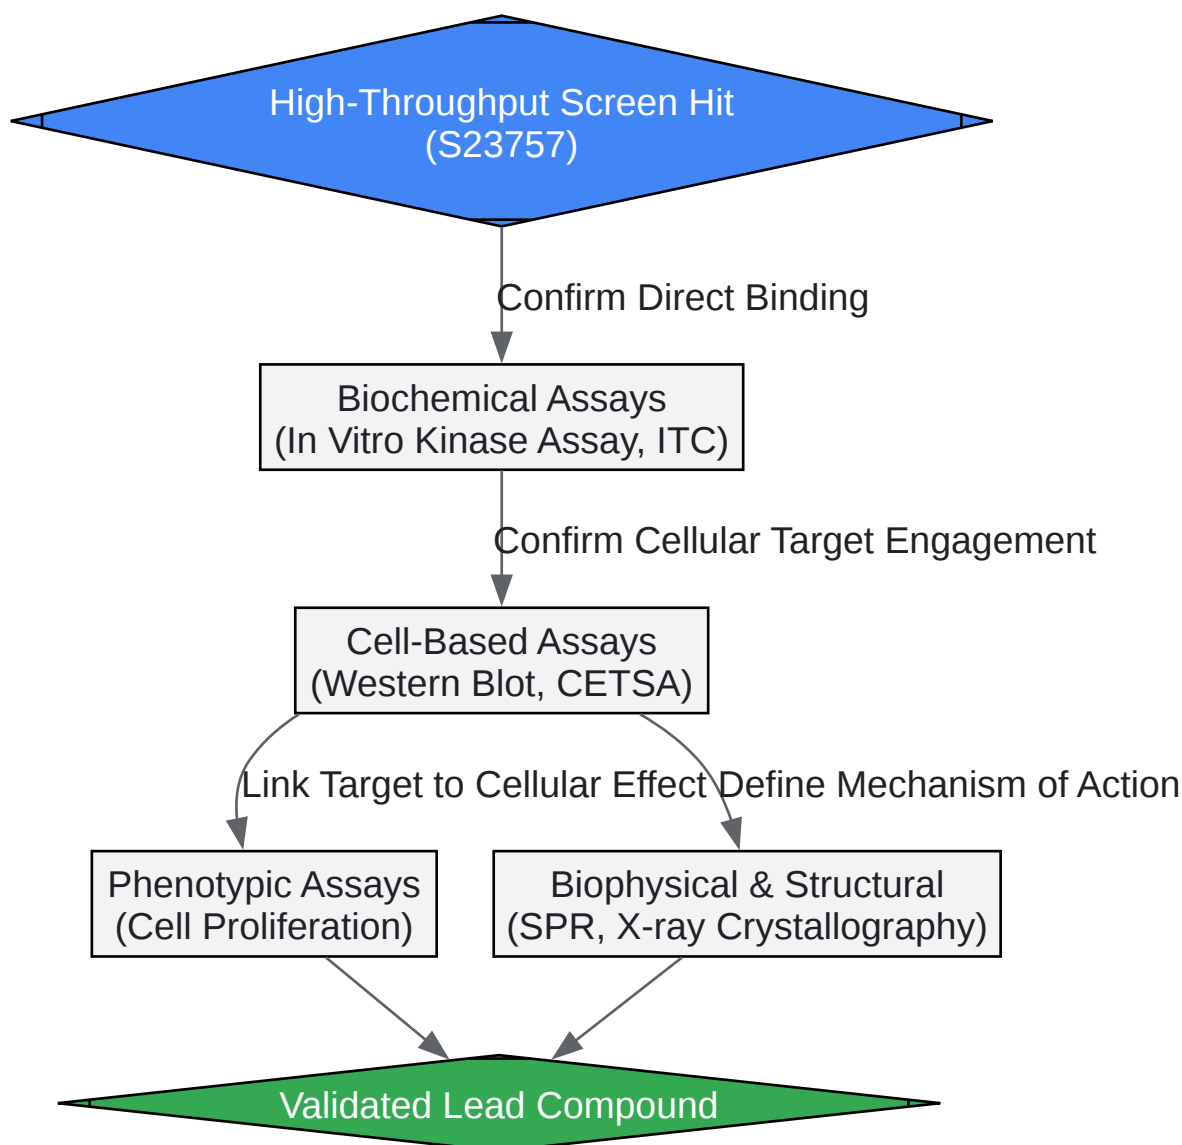 High-Throughput Screen Hit
(S23757)
Confirm Direct Binding
Biochemical Assays
(In Vitro Kinase Assay, ITC)
Confirm Cellular Target Engagement
Cell-Based Assays
(Western Blot, CETSA)
Link Target to Cellular Effect
Define Mechanism of Action
Phenotypic Assays
(Cell Proliferation)
Biophysical & Structural
(SPR, X-ray Crystallography)
Validated Lead Compound